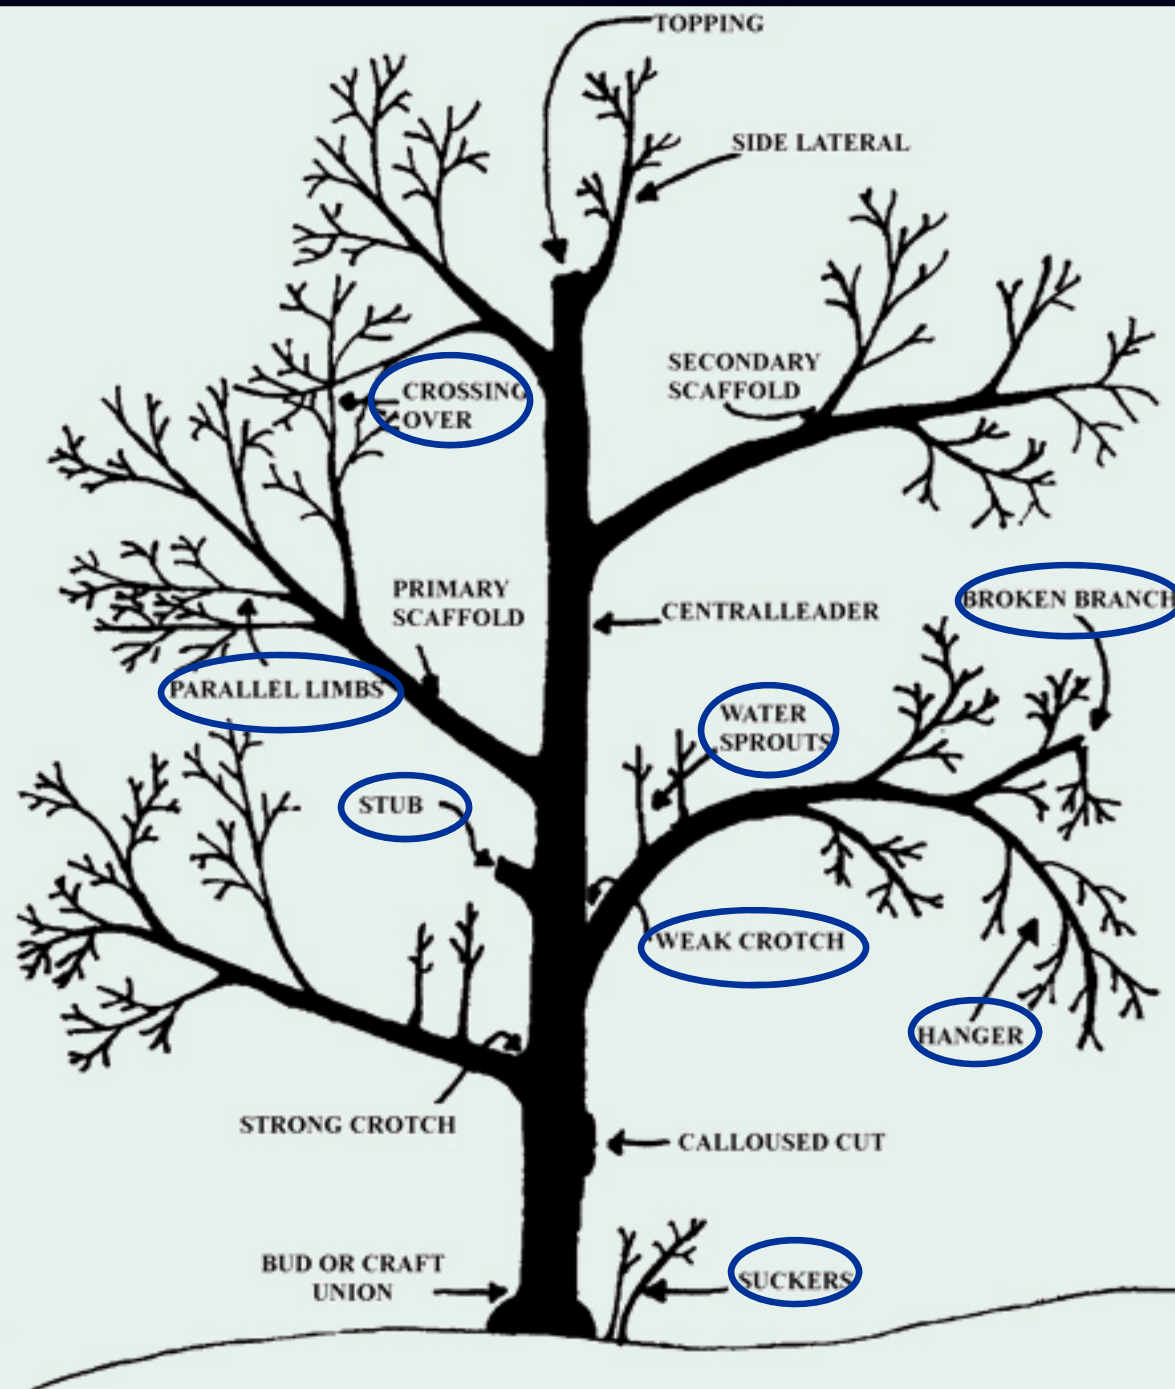 TOPPING
SIDE LATERAL
SECONDARY
SCAFFOLD
CROSSING
OVER
PRIMARY
SCAFFOLD
CENTRALLEADER
BROKEN BRANCH
PARALLEL LIMBS
WATER
SPROUTS
STUB
WEAK CROTCH
HANGER
STRONG CROTCH
CALLOUSED CUT
BUD OR CRAFT
UNION
SUCKERS